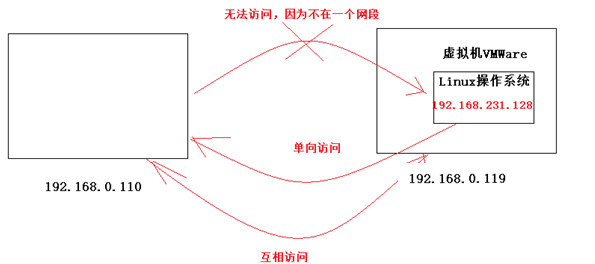 无法访问，因为不在一个网段
虚拟机VMWare
Linux操作系统
192.168.231.128
单向访问
192.168.0.110
192.168.0.119
互相访问